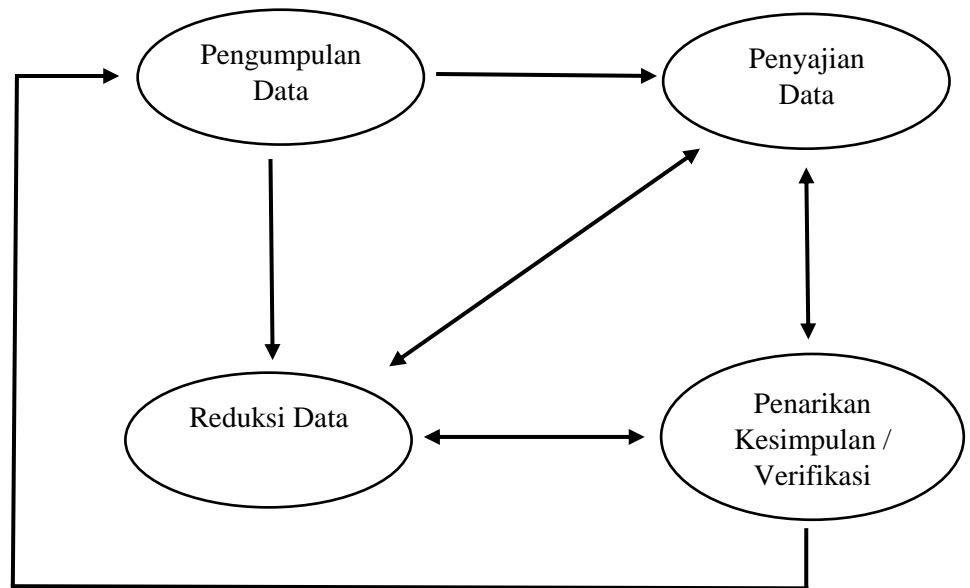 Pengumpulan
Data
Penyajian
Data
Reduksi Data
Penarikan
Kesimpulan /
Verifikasi